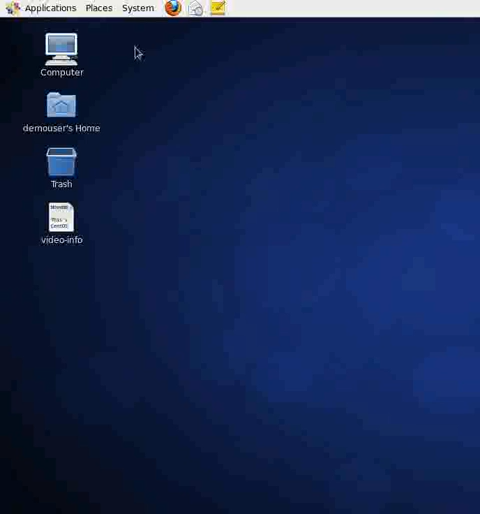 Applications Places System
Computer
demouser's Home
Trash
video-info